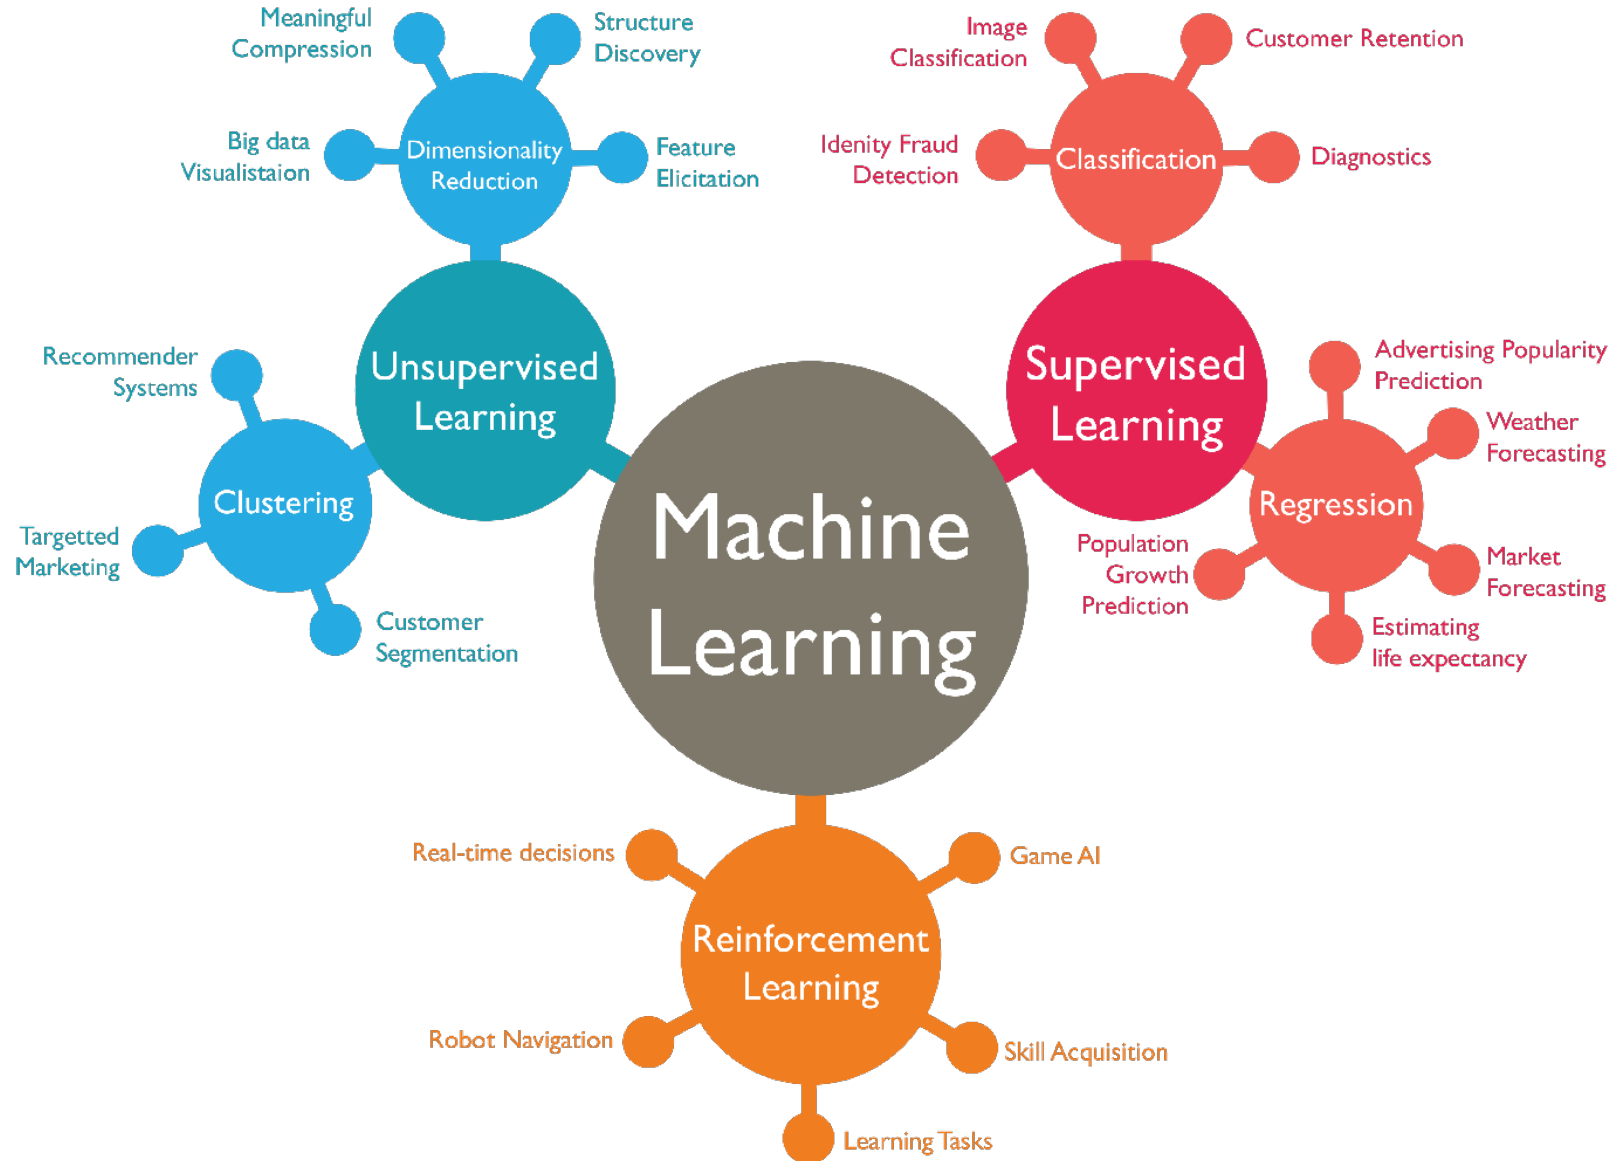 Meaningful
Compression
Structure
Discovery
Big data
Visualistaion
Dimensionality
Reduction
Feature
Elicitation
Image
Classification
Customer Retention
Idenity Fraud
Detection
Classification
Diagnostics
Unsupervised
Learning
Recommender
Systems
Clustering
Targetted
Marketing
Customer
Segmentation
Supervised
Learning
Advertising Popularity
Prediction
Weather
Forecasting
Regression
Population
Growth
Prediction
Market
Forecasting
Estimating
life expectancy
Machine
Learning
Real-time decisions
Game AI
Reinforcement
Learning
Robot Navigation
Skill Acquisition
Learning Tasks